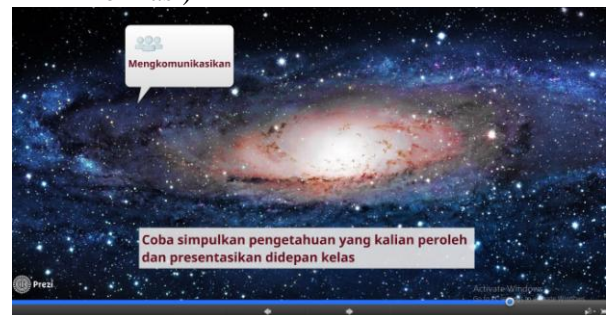 Mengkomunikasikan
Coba simpulkan pengetahuan yang kalian peroleh
dan presentasikan didepan kelas
Prezi
Activate Windows